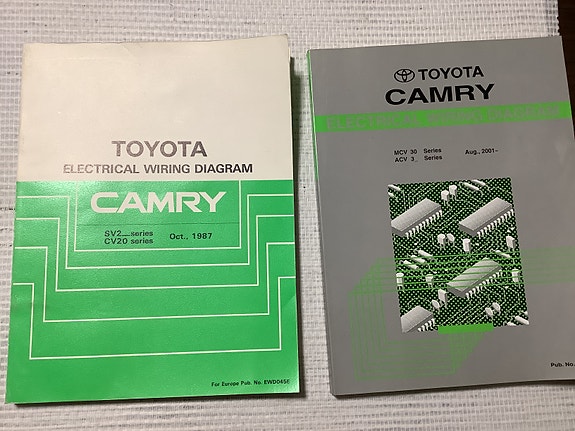 TOYOTA
ELECTRICAL WIRING DIAGRAM
CAMRY
SV2_ series
CV20 series
Oct., 1987
For Europe Pub. No. EWD045E
TOYOTA
CAMRY
ELECTRICAL WIRING DIAGRAM
MCV 30 Series
ACV 3_ Series
Aug., 2001–
Pub. No.